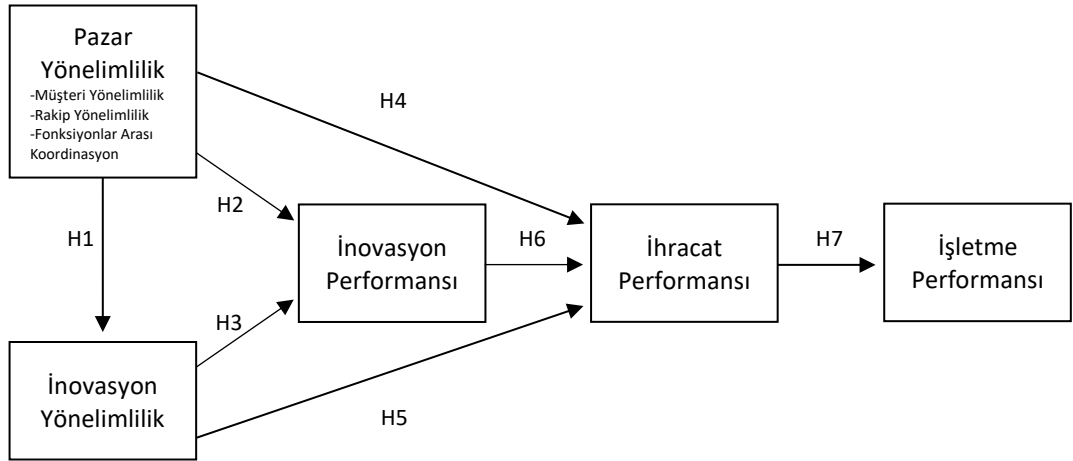 Pazar
Yönelimlilik
-Müşteri Yönelimlilik
-Rakip Yönelimlilik
-Fonksiyonlar Arası
Koordinasyon
H4
H2
H1
İnovasyon
Performansı
H6
İhracat
Performansı
H7
İşletme
Performansı
H3
İnovasyon
Yönelimlilik
H5